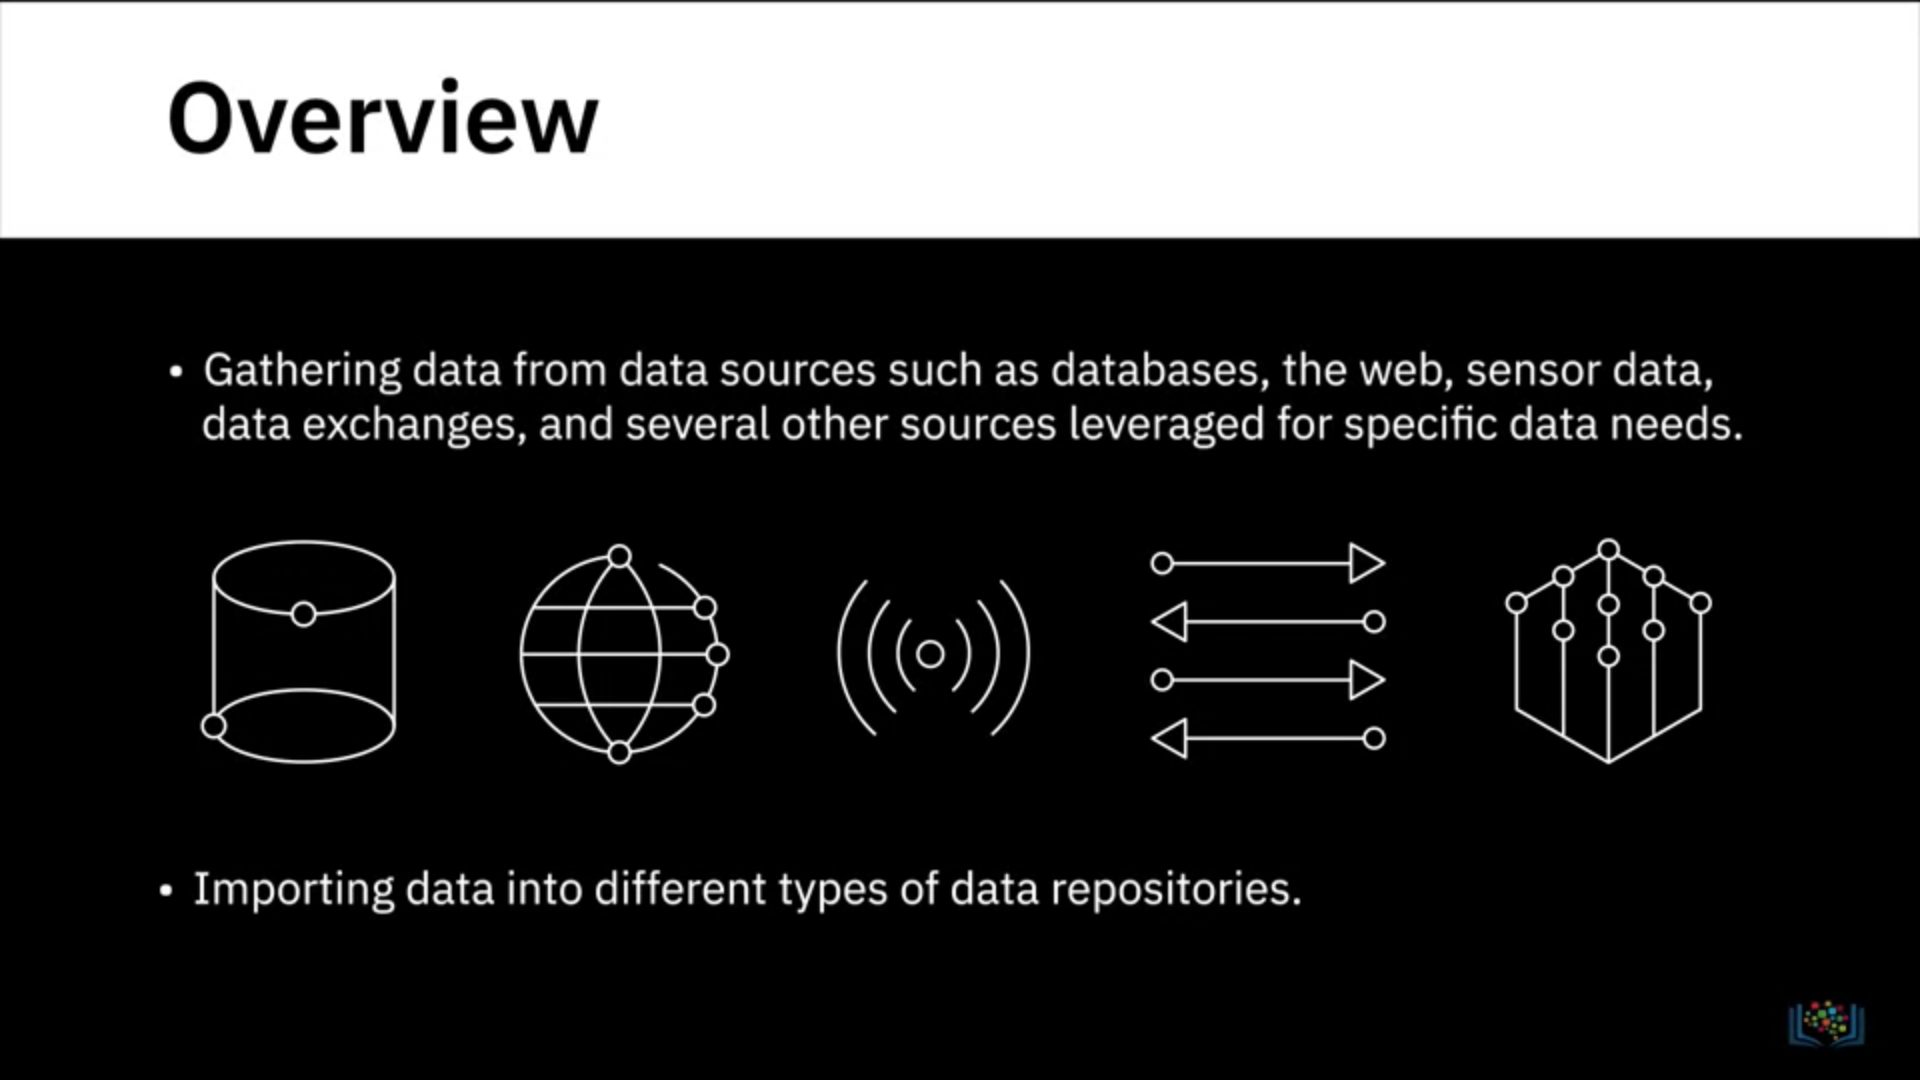 Overview
• Gathering data from data sources such as databases, the web, sensor data,
data exchanges, and several other sources leveraged for specific data needs.
• Importing data into different types of data repositories.